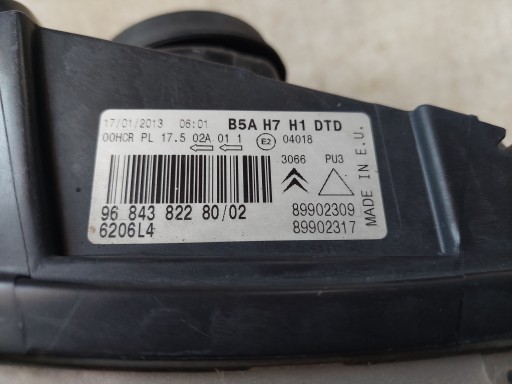 17/01/2013 06:01 B5A H7 H1 DTD
00HCR PL 17.5 02A 01 1 E2 04018
3066 PU3
96 843 822 80/02 89902309
6206L4 89902317
MADE IN E.U.